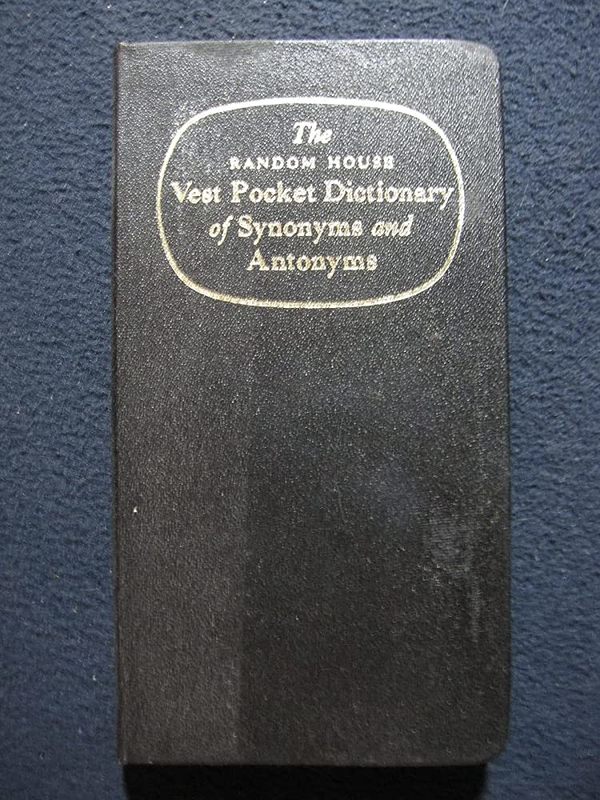 The
RANDOM HOUSE
Vest Pocket Dictionary
of Synonyms and
Antonyms